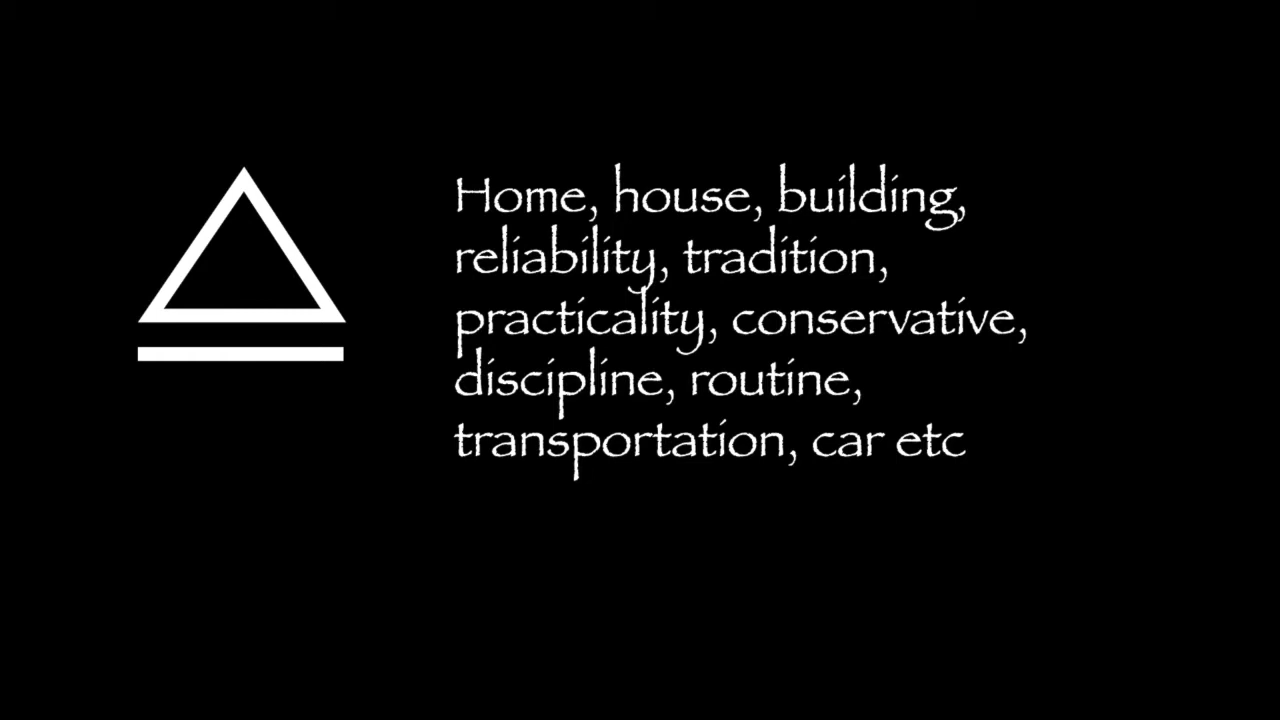 Home, house, building,
reliability, tradition,
practicality, conservative,
discipline, routine,
transportation, car etc